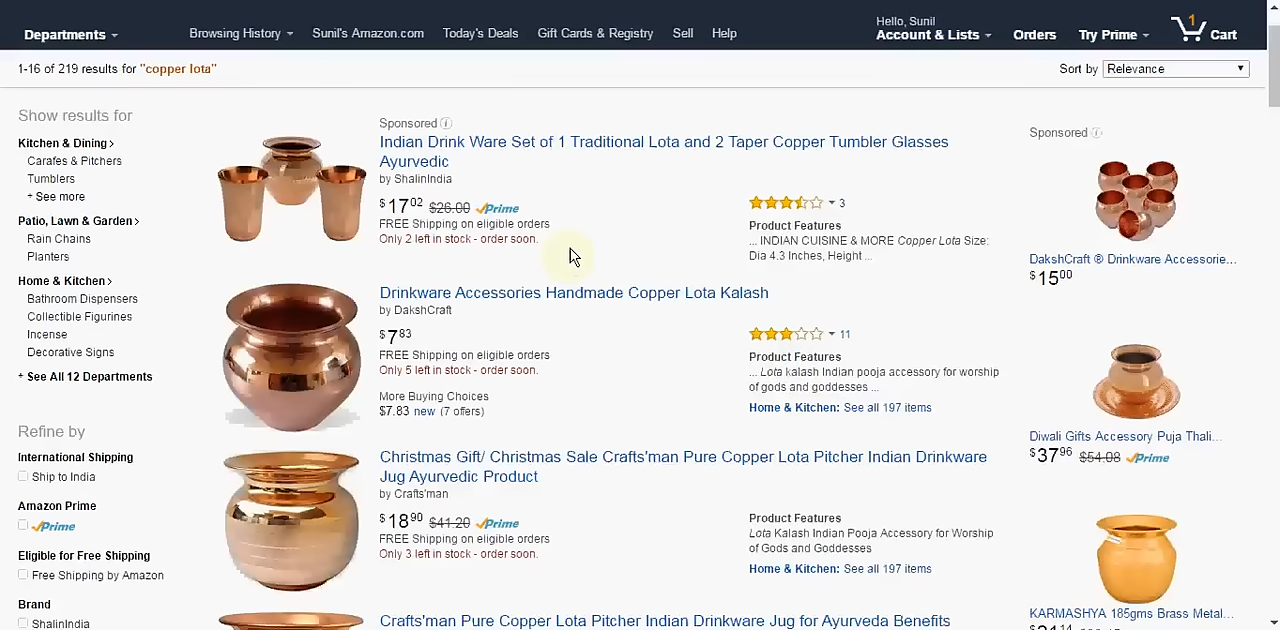 Departments
Browsing History
Sunil's Amazon.com
Today's Deals
Gift Cards & Registry
Sell
Help
Hello, Sunil
Account & Lists
Orders
Try Prime
1
Cart
1-16 of 219 results for "copper lota"
Sort by Relevance
Show results for
Kitchen & Dining
Carafes & Pitchers
Tumblers
+ See more
Patio, Lawn & Garden
Rain Chains
Planters
Home & Kitchen
Bathroom Dispensers
Collectible Figurines
Incense
Decorative Signs
+ See All 12 Departments
Refine by
International Shipping
Ship to India
Amazon Prime
Prime
Eligible for Free Shipping
Free Shipping by Amazon
Brand
ShalinIndia
Sponsored
Indian Drink Ware Set of 1 Traditional Lota and 2 Taper Copper Tumbler Glasses
Ayurvedic
by ShalinIndia
$17 02 $26.00 Prime
FREE Shipping on eligible orders
Only 2 left in stock - order soon.
3
Product Features
... INDIAN CUISINE & MORE Copper Lota Size:
Dia 4.3 Inches, Height ...
Drinkware Accessories Handmade Copper Lota Kalash
by DakshCraft
$7 83
FREE Shipping on eligible orders
Only 5 left in stock - order soon.
More Buying Choices
$7.83 new (7 offers)
11
Product Features
... Lota kalash Indian pooja accessory for worship
of gods and goddesses ...
Home & Kitchen: See all 197 items
Christmas Gift/ Christmas Sale Crafts'man Pure Copper Lota Pitcher Indian Drinkware
Jug Ayurvedic Product
by Crafts'man
$18 90 $41.20 Prime
FREE Shipping on eligible orders
Only 3 left in stock - order soon.
Product Features
Lota Kalash Indian Pooja Accessory for Worship
of Gods and Goddesses
Home & Kitchen: See all 197 items
Crafts'man Pure Copper Lota Pitcher Indian Drinkware Jug for Ayurveda Benefits
Sponsored
DakshCraft ® Drinkware Accessorie...
$15 00
Diwali Gifts Accessory Puja Thali...
$37 96 $54.08 Prime
KARMASHYA 185gms Brass Metal...